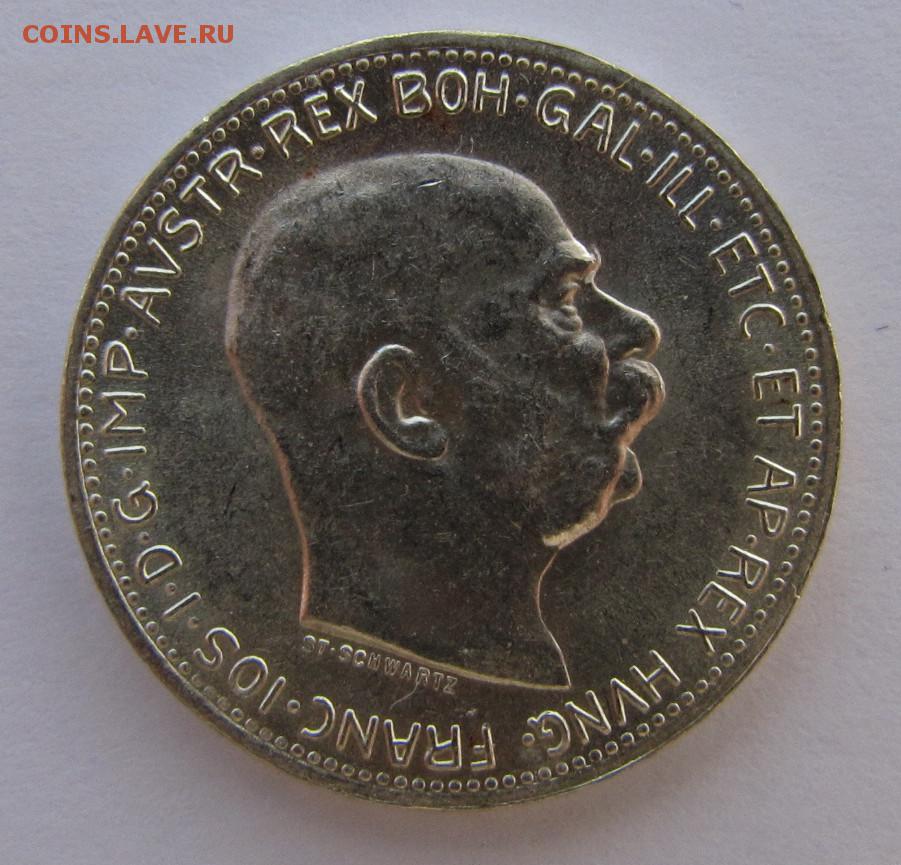 COINS.LAVE.RU
FRANC·IOS·I·D·G·IMP·AVSTR·REX BOH·GAL·ILL·ETC·ET AP·REX HVNG·
ST·SCHWARTZ